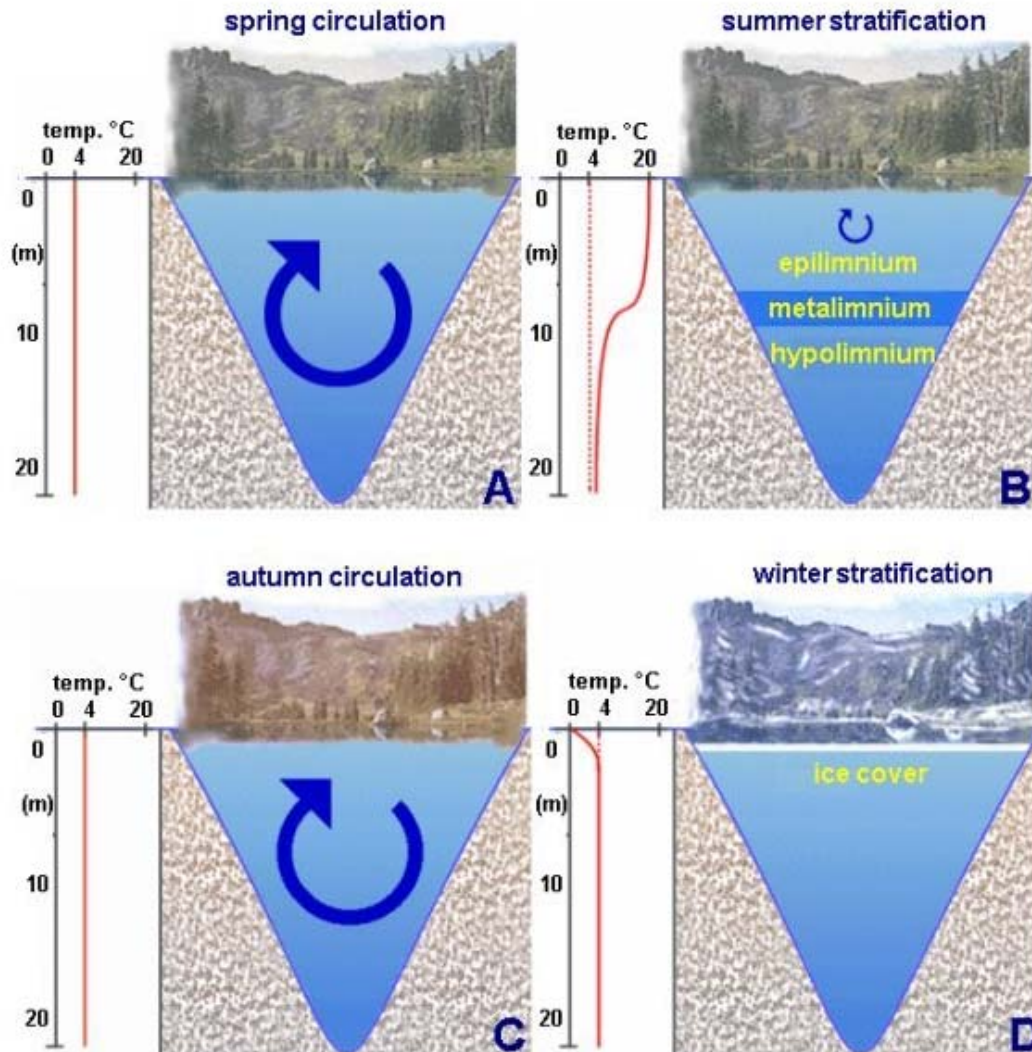 spring circulation
temp. °C
0 4 20
0
(m)
10
20
A
summer stratification
temp. °C
0 4 20
0
(m)
epilimnium
metalimnium
10
hypolimnium
20
B
autumn circulation
temp. °C
0 4 20
0
(m)
10
20
C
winter stratification
temp. °C
0 4 20
0
ice cover
(m)
10
20
D